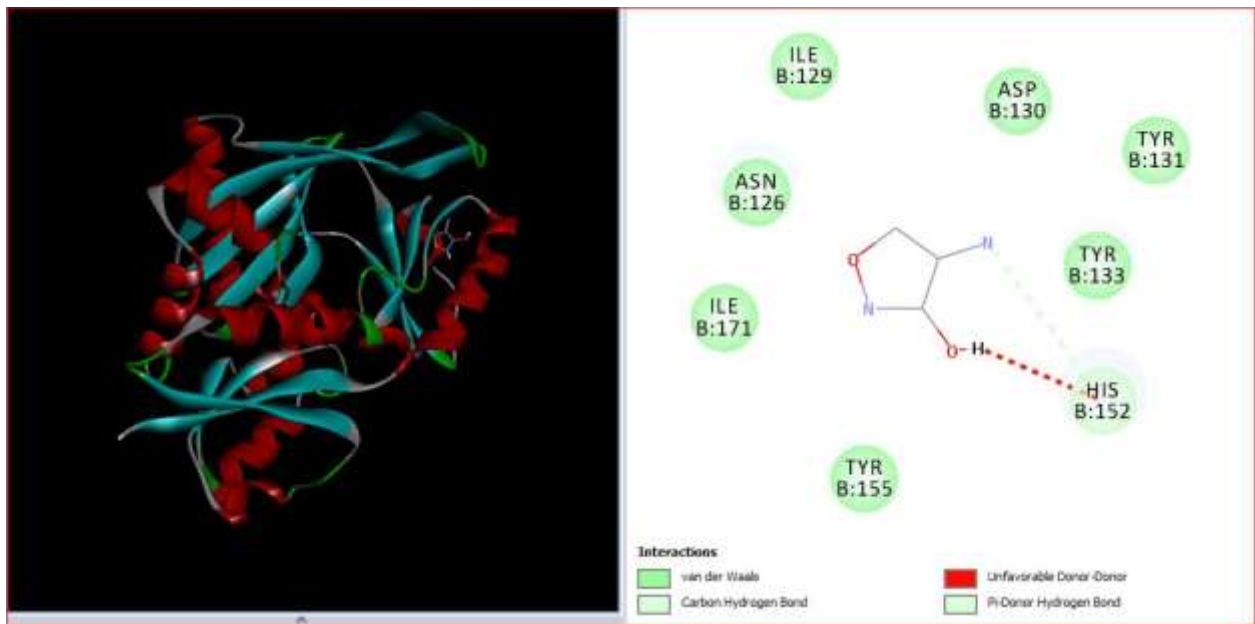 ILE
B:129
ASP
B:130
TYR
B:131
ASN
B:126
N
TYR
B:133
O
N
ILE
B:171
O H
HIS
B:152
TYR
B:155
Interactions
van der Waals
Unfavorable Donor-Donor
Carbon Hydrogen Bond
Pi-Donor Hydrogen Bond